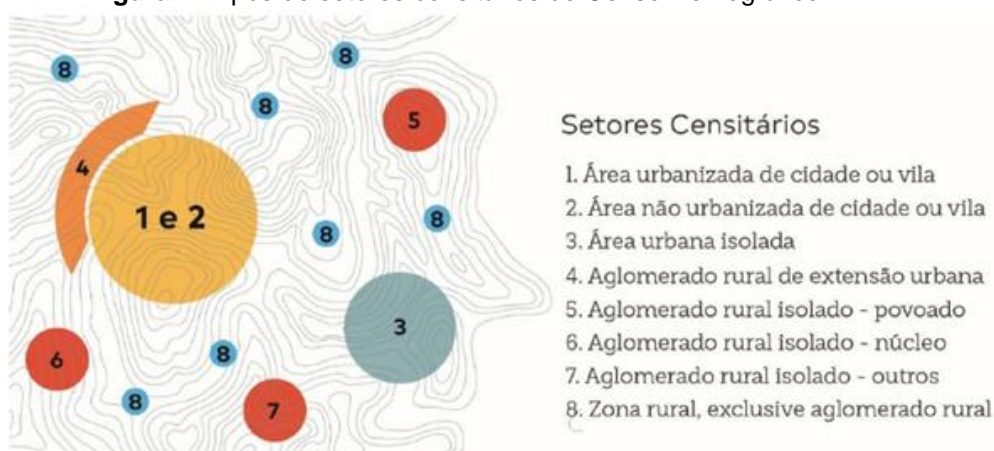 8
8
8
5
4
1 e 2
8
8
3
6
8
8
7
Setores Censitários
1. Área urbanizada de cidade ou vila
2. Área não urbanizada de cidade ou vila
3. Área urbana isolada
4. Aglomerado rural de extensão urbana
5. Aglomerado rural isolado - povoado
6. Aglomerado rural isolado - núcleo
7. Aglomerado rural isolado - outros
8. Zona rural, exclusive aglomerado rural